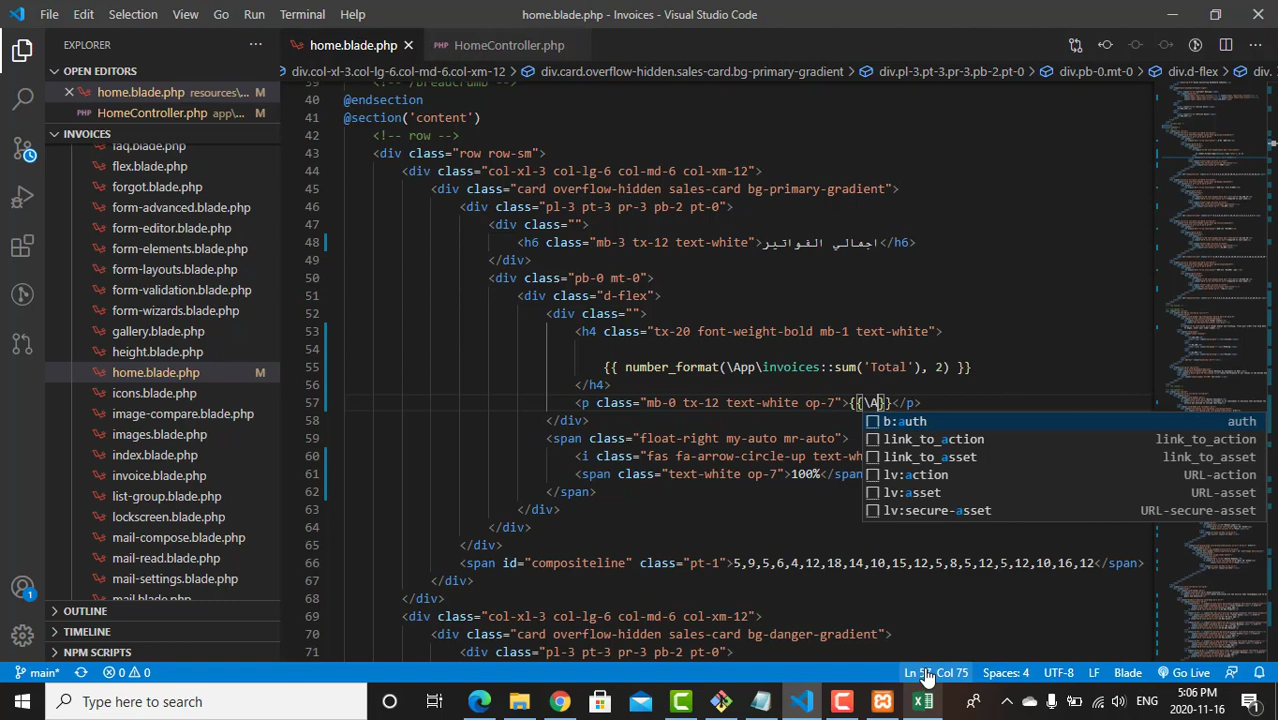 File Edit Selection View Go Run Terminal Help home.blade.php - Invoices - Visual Studio Code
EXPLORER
home.blade.php HomeController.php
OPEN EDITORS
home.blade.php resources\... M
HomeController.php app\... M
INVOICES
faq.blade.php
flex.blade.php
forgot.blade.php
form-advanced.blade.php
form-editor.blade.php
form-elements.blade.php
form-layouts.blade.php
form-validation.blade.php
form-wizards.blade.php
gallery.blade.php
height.blade.php
home.blade.php M
icons.blade.php
image-compare.blade.php
images.blade.php
index.blade.php
invoice.blade.php
list-group.blade.php
lockscreen.blade.php
mail-compose.blade.php
mail-read.blade.php
mail-settings.blade.php
mail.blade.php
OUTLINE
TIMELINE
NPM SCRIPTS
div.col-xl-3.col-lg-6.col-md-6.col-xm-12 > div.card.overflow-hidden.sales-card.bg-primary-gradient > div.pl-3.pt-3.pr-3.pb-2.pt-0 > div.pb-0.mt-0 > div.d-flex > div.
39 <!-- breadcrumb -->
40 @endsection
41 @section('content')
42 <!-- row -->
43 <div class="row row-sm">
44 <div class="col-xl-3 col-lg-6 col-md-6 col-xm-12">
45 <div class="card overflow-hidden sales-card bg-primary-gradient">
46 <div class="pl-3 pt-3 pr-3 pb-2 pt-0">
47 <div class="">
48 <h6 class="mb-3 tx-12 text-white">اجمالي الفواتير</h6>
49 </div>
50 <div class="pb-0 mt-0">
51 <div class="d-flex">
52 <div class="">
53 <h4 class="tx-20 font-weight-bold mb-1 text-white">
54
55 {{ number_format(\App\invoices::sum('Total'), 2) }}
56 </h4>
57 <p class="mb-0 tx-12 text-white op-7">{{\A}}</p>
58 </div>
59 <span class="float-right my-auto mr-auto">
60 <i class="fas fa-arrow-circle-up text-w
61 <span class="text-white op-7">100%</span
62 </span>
63 </div>
64 </div>
65 </div>
66 <span id="compositeline" class="pt-1">5,9,5,6,4,12,18,14,10,15,12,5,8,5,12,5,12,10,16,12</span>
67 </div>
68 </div>
69 <div class="col-xl-3 col-lg-6 col-md-6 col-xm-12">
70 <div class="card overflow-hidden sales-card bg-danger-gradient">
71 <div class="pl-3 pt-3 pr-3 pb-2 pt-0">
b:auth auth
link_to_action link_to_action
link_to_asset link_to_asset
lv:action URL-action
lv:asset URL-asset
lv:secure-asset URL-secure-asset
1
main* 0 0 Ln 57, Col 75 Spaces: 4 UTF-8 LF Blade Go Live
Type here to search ENG 5:06 PM
2020-11-16 1